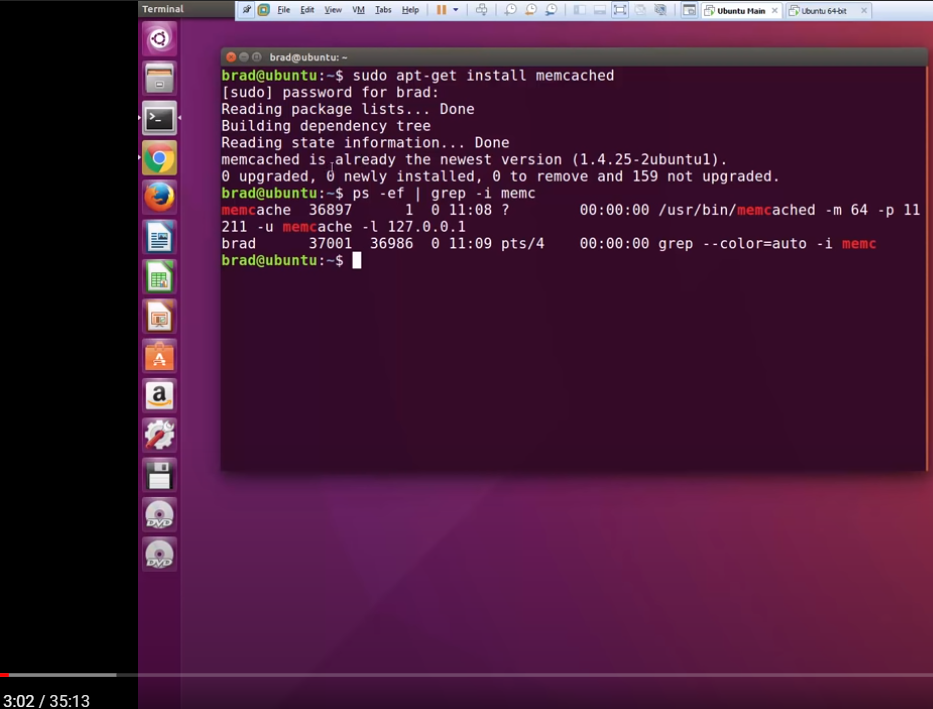 Terminal
File Edit View VM Tabs Help
Ubuntu Main
Ubuntu 64-bit
brad@ubuntu: ~
brad@ubuntu:~$ sudo apt-get install memcached
[sudo] password for brad:
Reading package lists... Done
Building dependency tree
Reading state information... Done
memcached is already the newest version (1.4.25-2ubuntu1).
0 upgraded, 0 newly installed, 0 to remove and 159 not upgraded.
brad@ubuntu:~$ ps -ef | grep -i memc
memcache  36897      1  0 11:08 ?        00:00:00 /usr/bin/memcached -m 64 -p 11
211 -u memcache -l 127.0.0.1
brad      37001  36986  0 11:09 pts/4    00:00:00 grep --color=auto -i memc
brad@ubuntu:~$
a
DVD
DVD
3:02 / 35:13